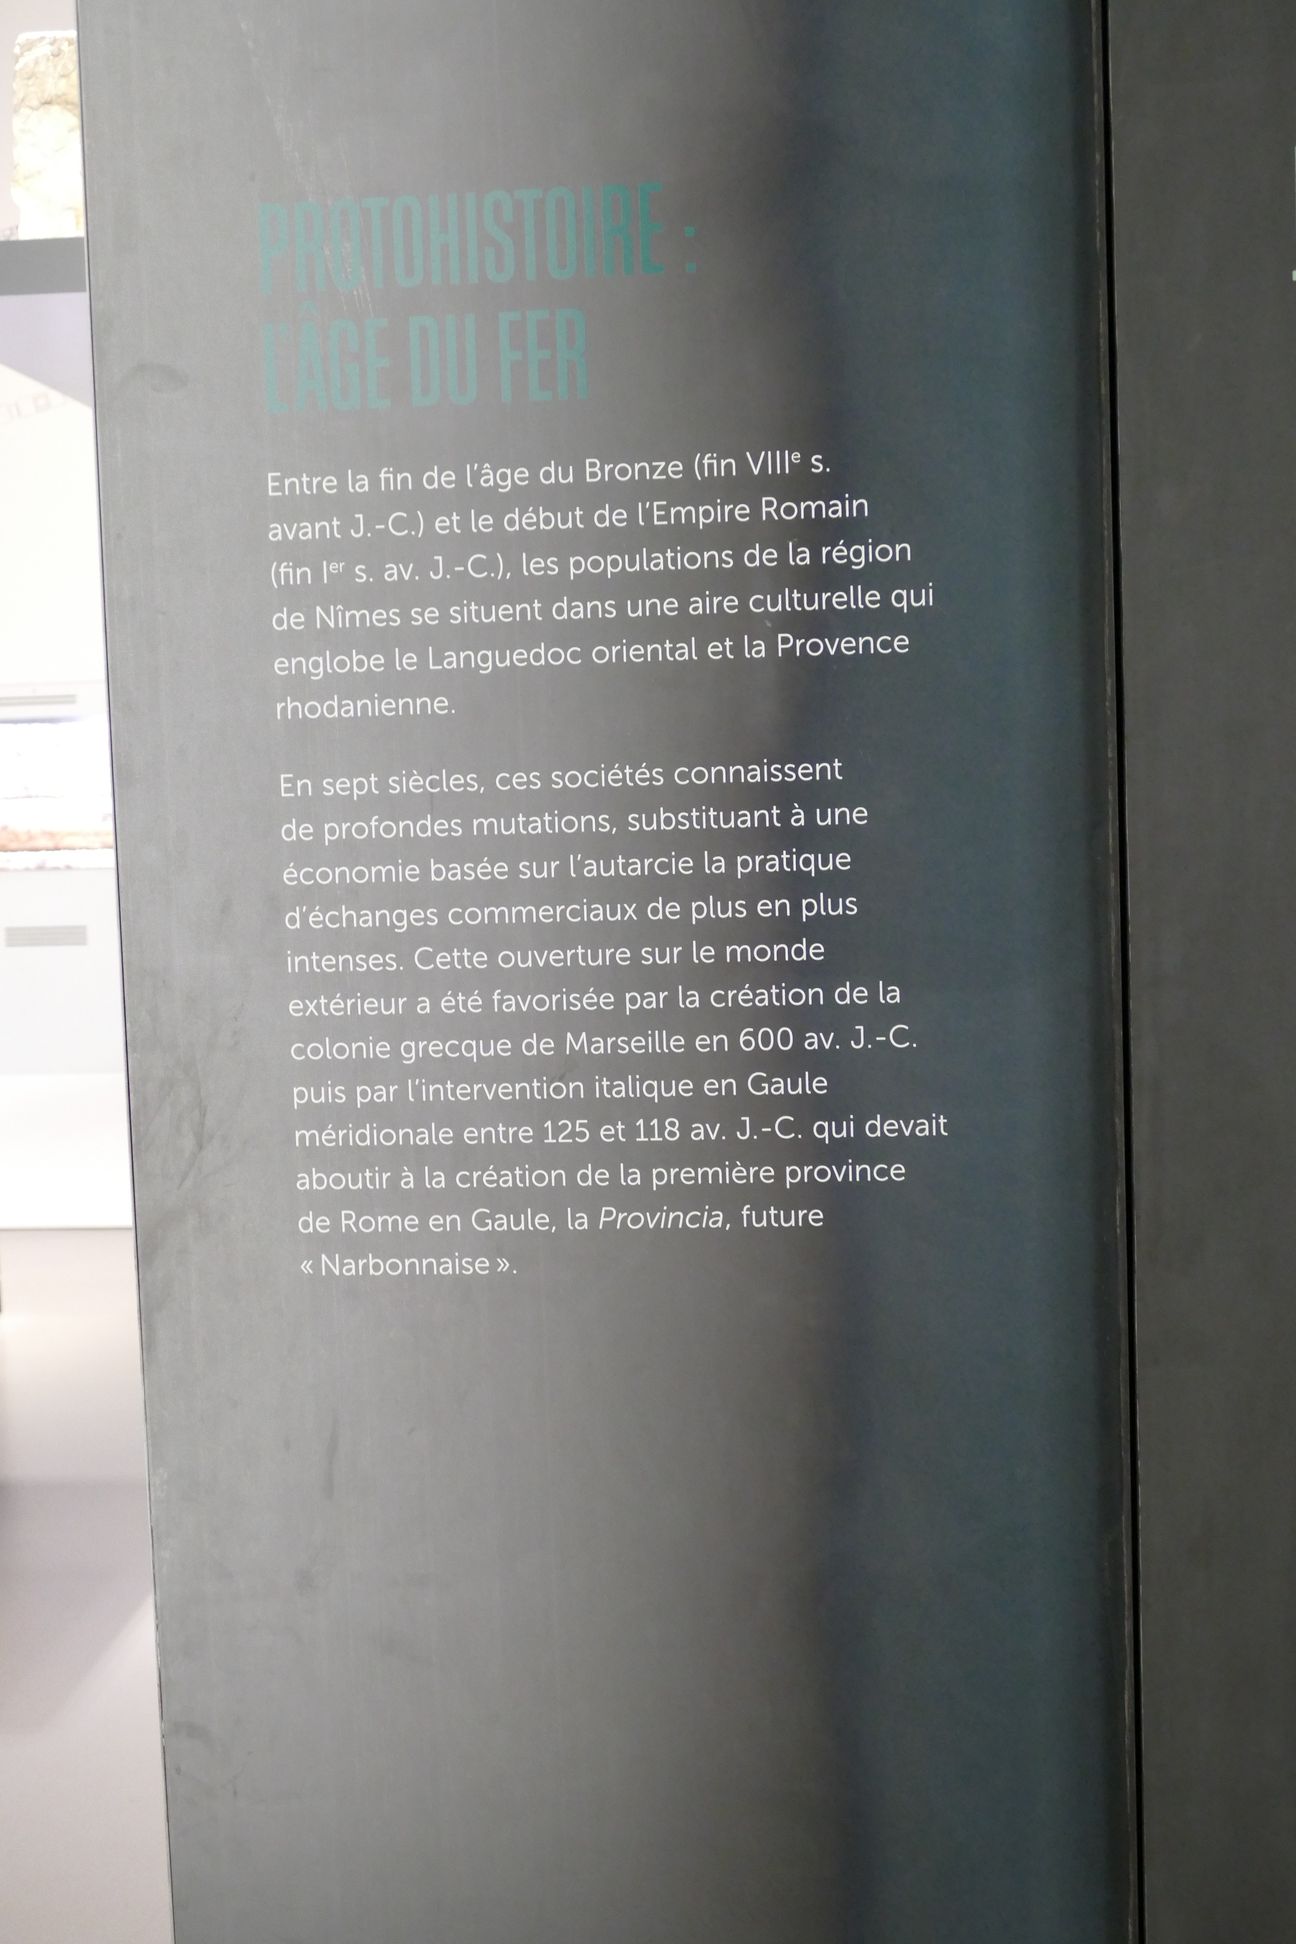 PROTOHISTOIRE :
L'ÂGE DU FER
Entre la fin de l'âge du Bronze (fin VIIIᵉ s.
avant J.-C.) et le début de l'Empire Romain
(fin Iᵉʳ s. av. J.-C.), les populations de la région
de Nîmes se situent dans une aire culturelle qui
englobe le Languedoc oriental et la Provence
rhodanienne.
En sept siècles, ces sociétés connaissent
de profondes mutations, substituant à une
économie basée sur l'autarcie la pratique
d'échanges commerciaux de plus en plus
intenses. Cette ouverture sur le monde
extérieur a été favorisée par la création de la
colonie grecque de Marseille en 600 av. J.-C.
puis par l'intervention italique en Gaule
méridionale entre 125 et 118 av. J.-C. qui devait
aboutir à la création de la première province
de Rome en Gaule, la Provincia, future
« Narbonnaise ».